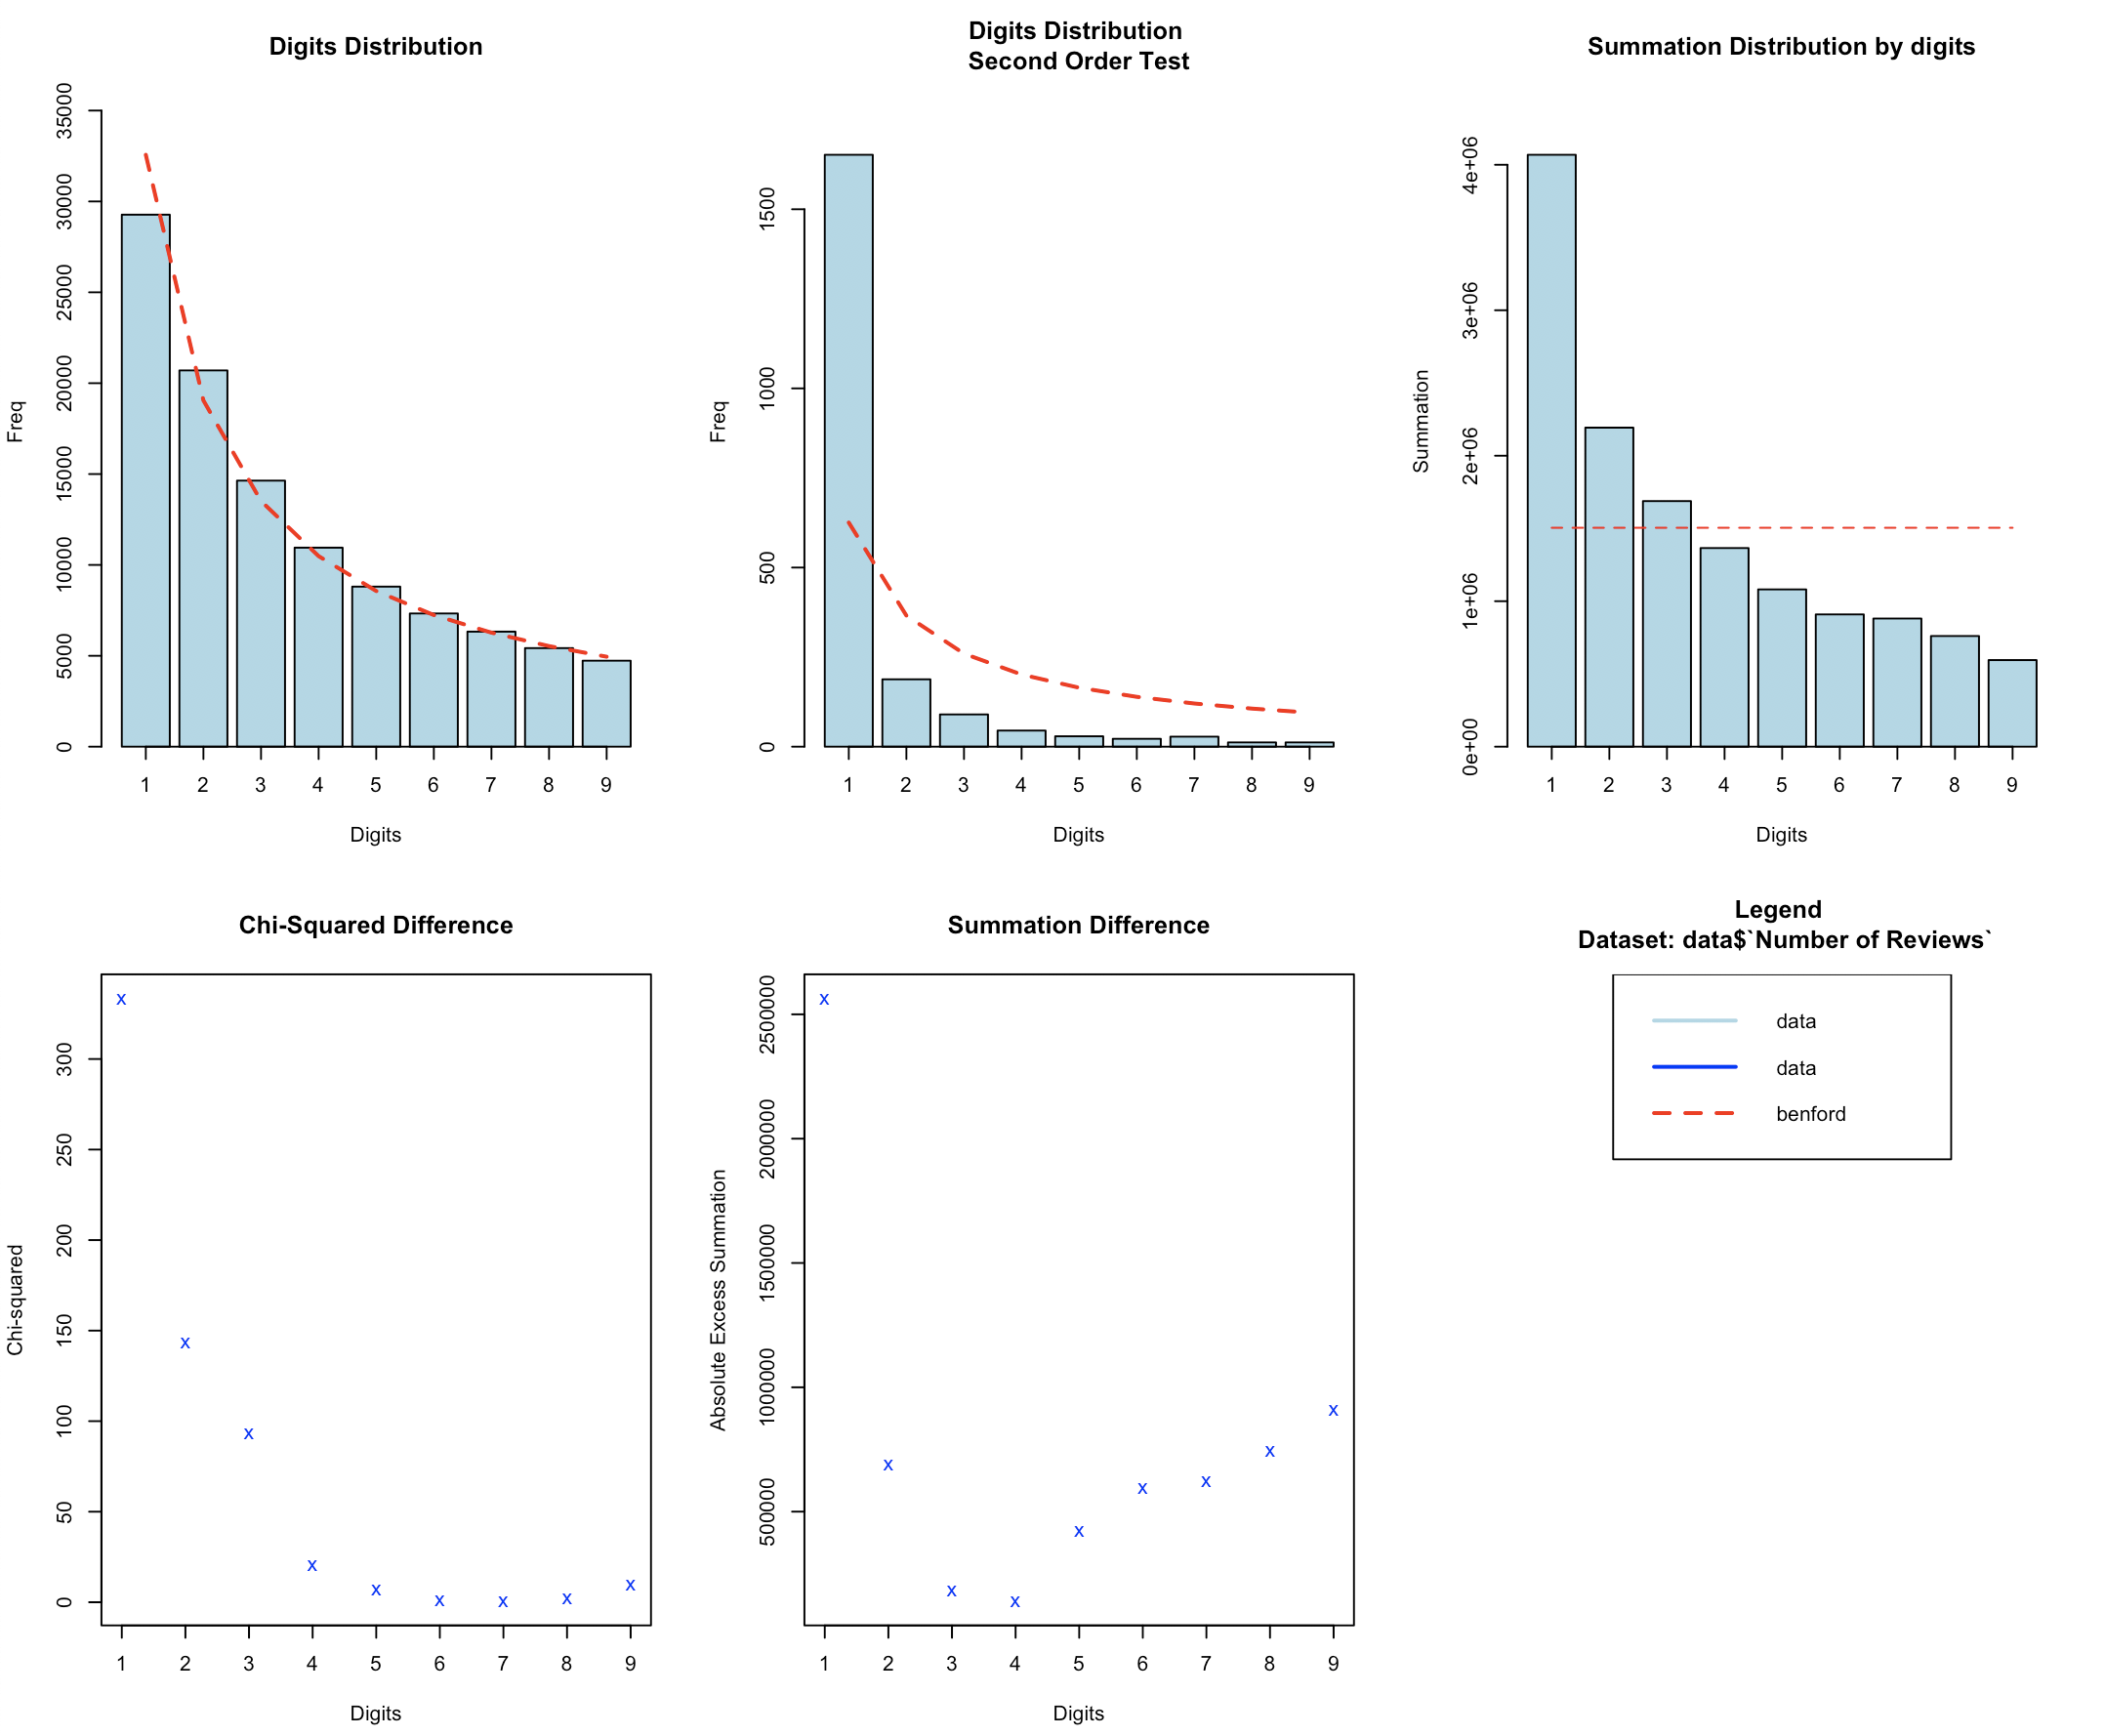 Digits Distribution
Freq
35000
30000
25000
20000
15000
10000
5000
0
1 2 3 4 5 6 7 8 9
Digits
Digits Distribution
Second Order Test
Freq
1500
1000
500
0
1 2 3 4 5 6 7 8 9
Digits
Summation Distribution by digits
Summation
4e+06
3e+06
2e+06
1e+06
0e+00
1 2 3 4 5 6 7 8 9
Digits
Chi-Squared Difference
Chi-squared
300
250
200
150
100
50
0
1 2 3 4 5 6 7 8 9
Digits
Summation Difference
Absolute Excess Summation
2500000
2000000
1500000
1000000
500000
1 2 3 4 5 6 7 8 9
Digits
Legend
Dataset: data$`Number of Reviews`
data
data
benford